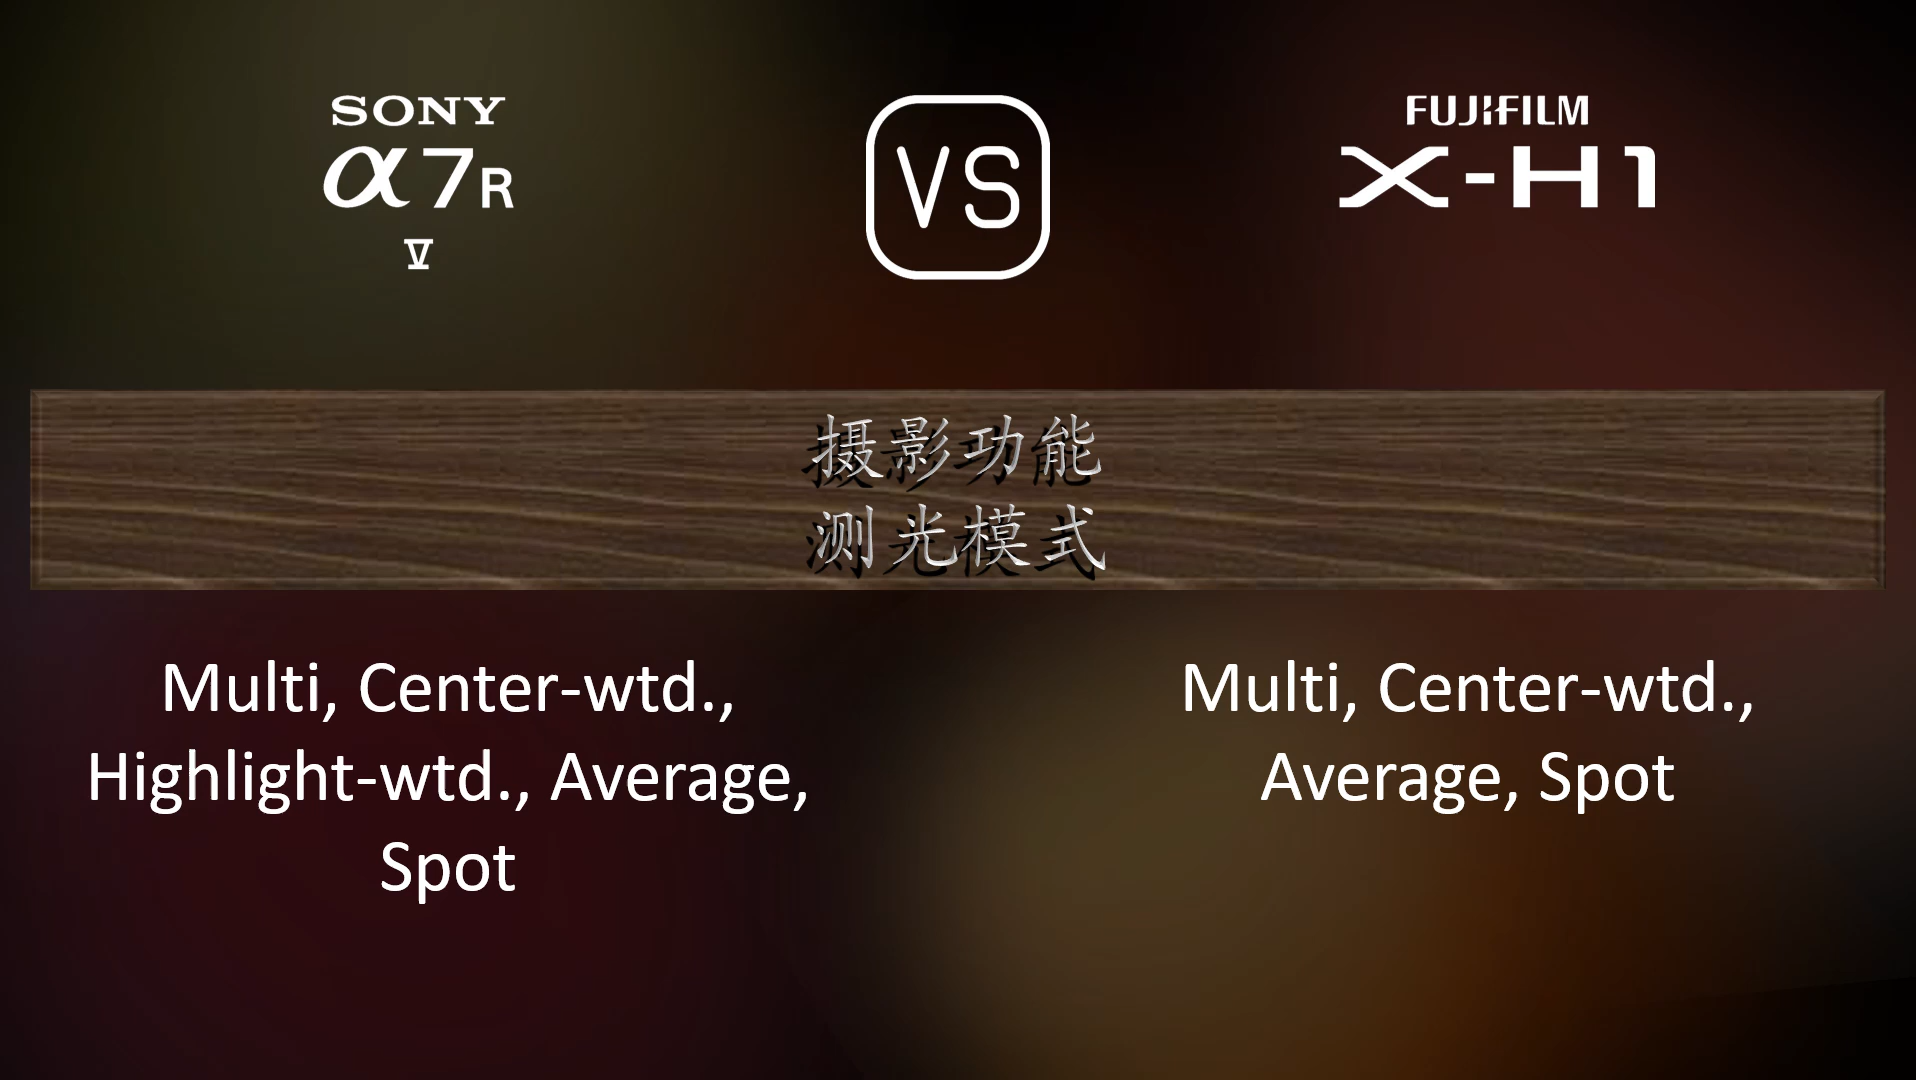 SONY
α7R
V
VS
FUJIFILM
X-H1
摄影功能
测光模式
Multi, Center-wtd.,
Highlight-wtd., Average,
Spot
Multi, Center-wtd.,
Average, Spot